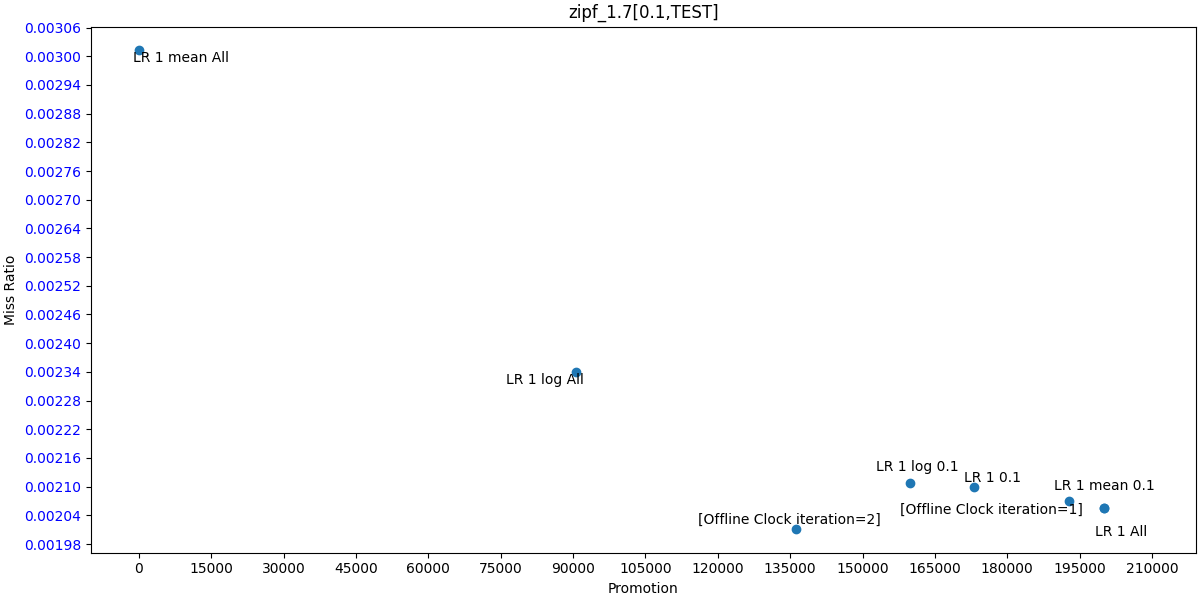 zipf_1.7[0.1,TEST]
0.00306
0.00300
0.00294
0.00288
0.00282
0.00276
0.00270
0.00264
0.00258
0.00252
0.00246
0.00240
0.00234
0.00228
0.00222
0.00216
0.00210
0.00204
0.00198
Miss Ratio
LR 1 mean All
LR 1 log All
LR 1 log 0.1
LR 1 0.1
LR 1 mean 0.1
[Offline Clock iteration=1]
[Offline Clock iteration=2]
LR 1 All
0 15000 30000 45000 60000 75000 90000 105000 120000 135000 150000 165000 180000 195000 210000
Promotion